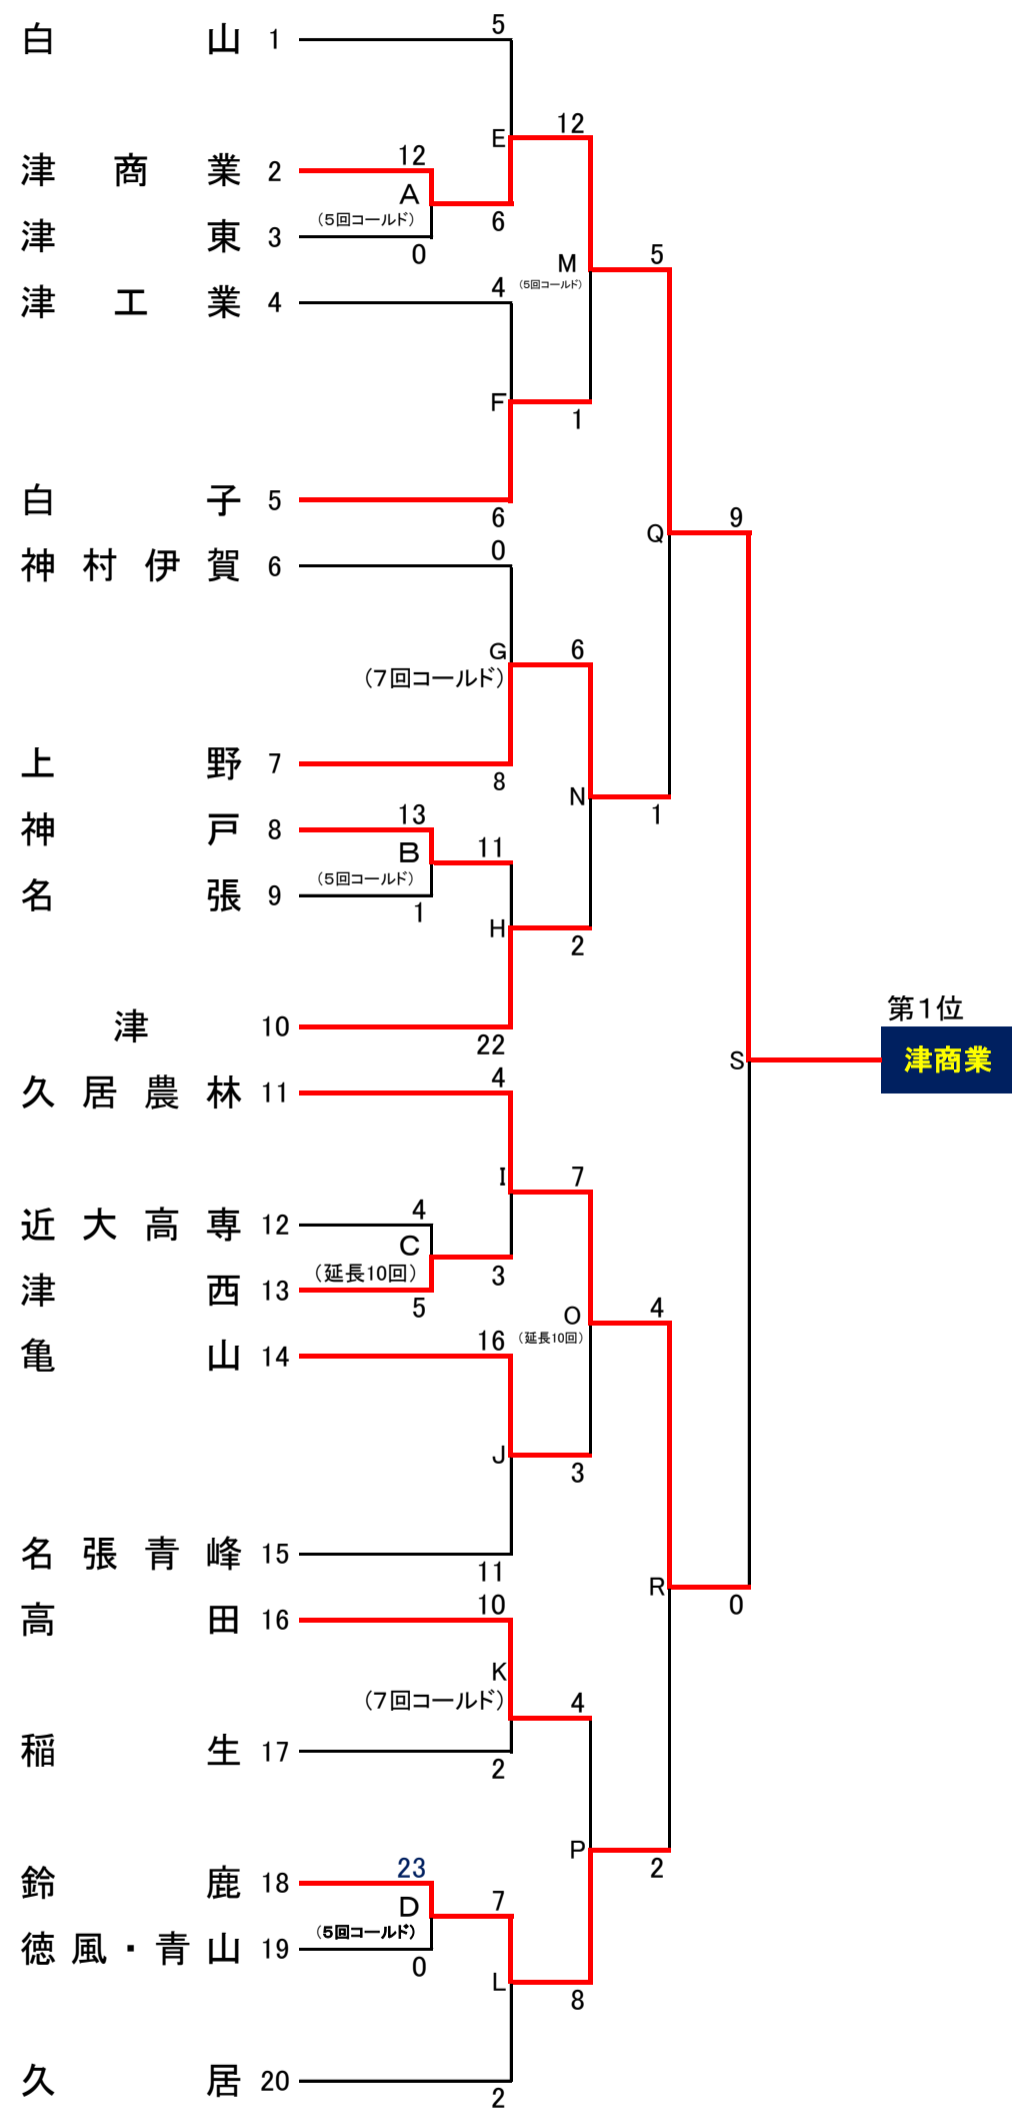 白山 1 5
E 12
津商業 2 12
A
(5回コールド) 6
津東 3 0
M 5
(5回コールド)
津工業 4 4
F 1
白子 5 6
Q 9
神村伊賀 6 0
G 6
(7回コールド)
上野 7 8
N 1
神戸 8 13
B 11
(5回コールド)
名張 9 1
H 2
津 10 22
第1位
S 津商業
久居農林 11 4
I 7
近大高専 12 4
C
(延長10回) 3
津西 13 5
O 4
(延長10回)
亀山 14 16
J 3
名張青峰 15 11
R 0
高田 16 10
K 4
(7回コールド)
稲生 17 2
P 2
鈴鹿 18 23
D 7
(5回コールド)
徳風・青山 19 0
L 8
久居 20 2